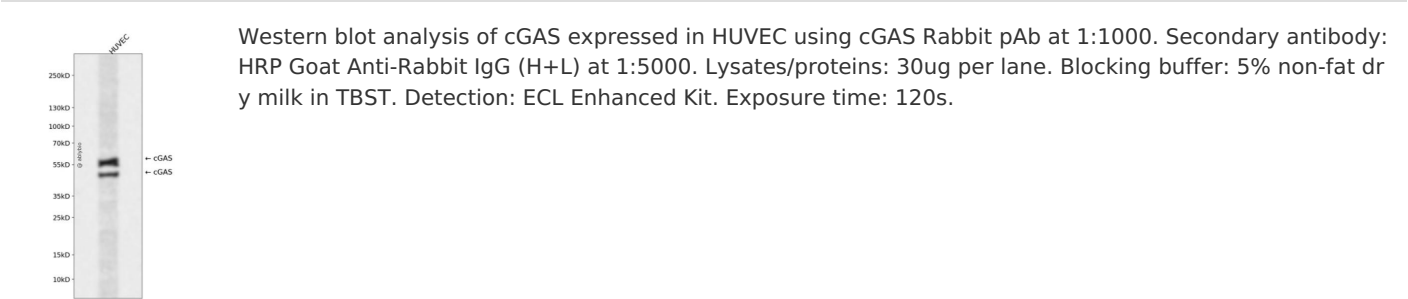 Western blot analysis of cGAS expressed in HUVEC using cGAS Rabbit pAb at 1:1000. Secondary antibody:
HRP Goat Anti-Rabbit IgG (H+L) at 1:5000. Lysates/proteins: 30ug per lane. Blocking buffer: 5% non-fat dr
y milk in TBST. Detection: ECL Enhanced Kit. Exposure time: 120s.
HUVEC
250kD
130kD
100kD
70kD
55kD
35kD
25kD
15kD
10kD
← cGAS
← cGAS